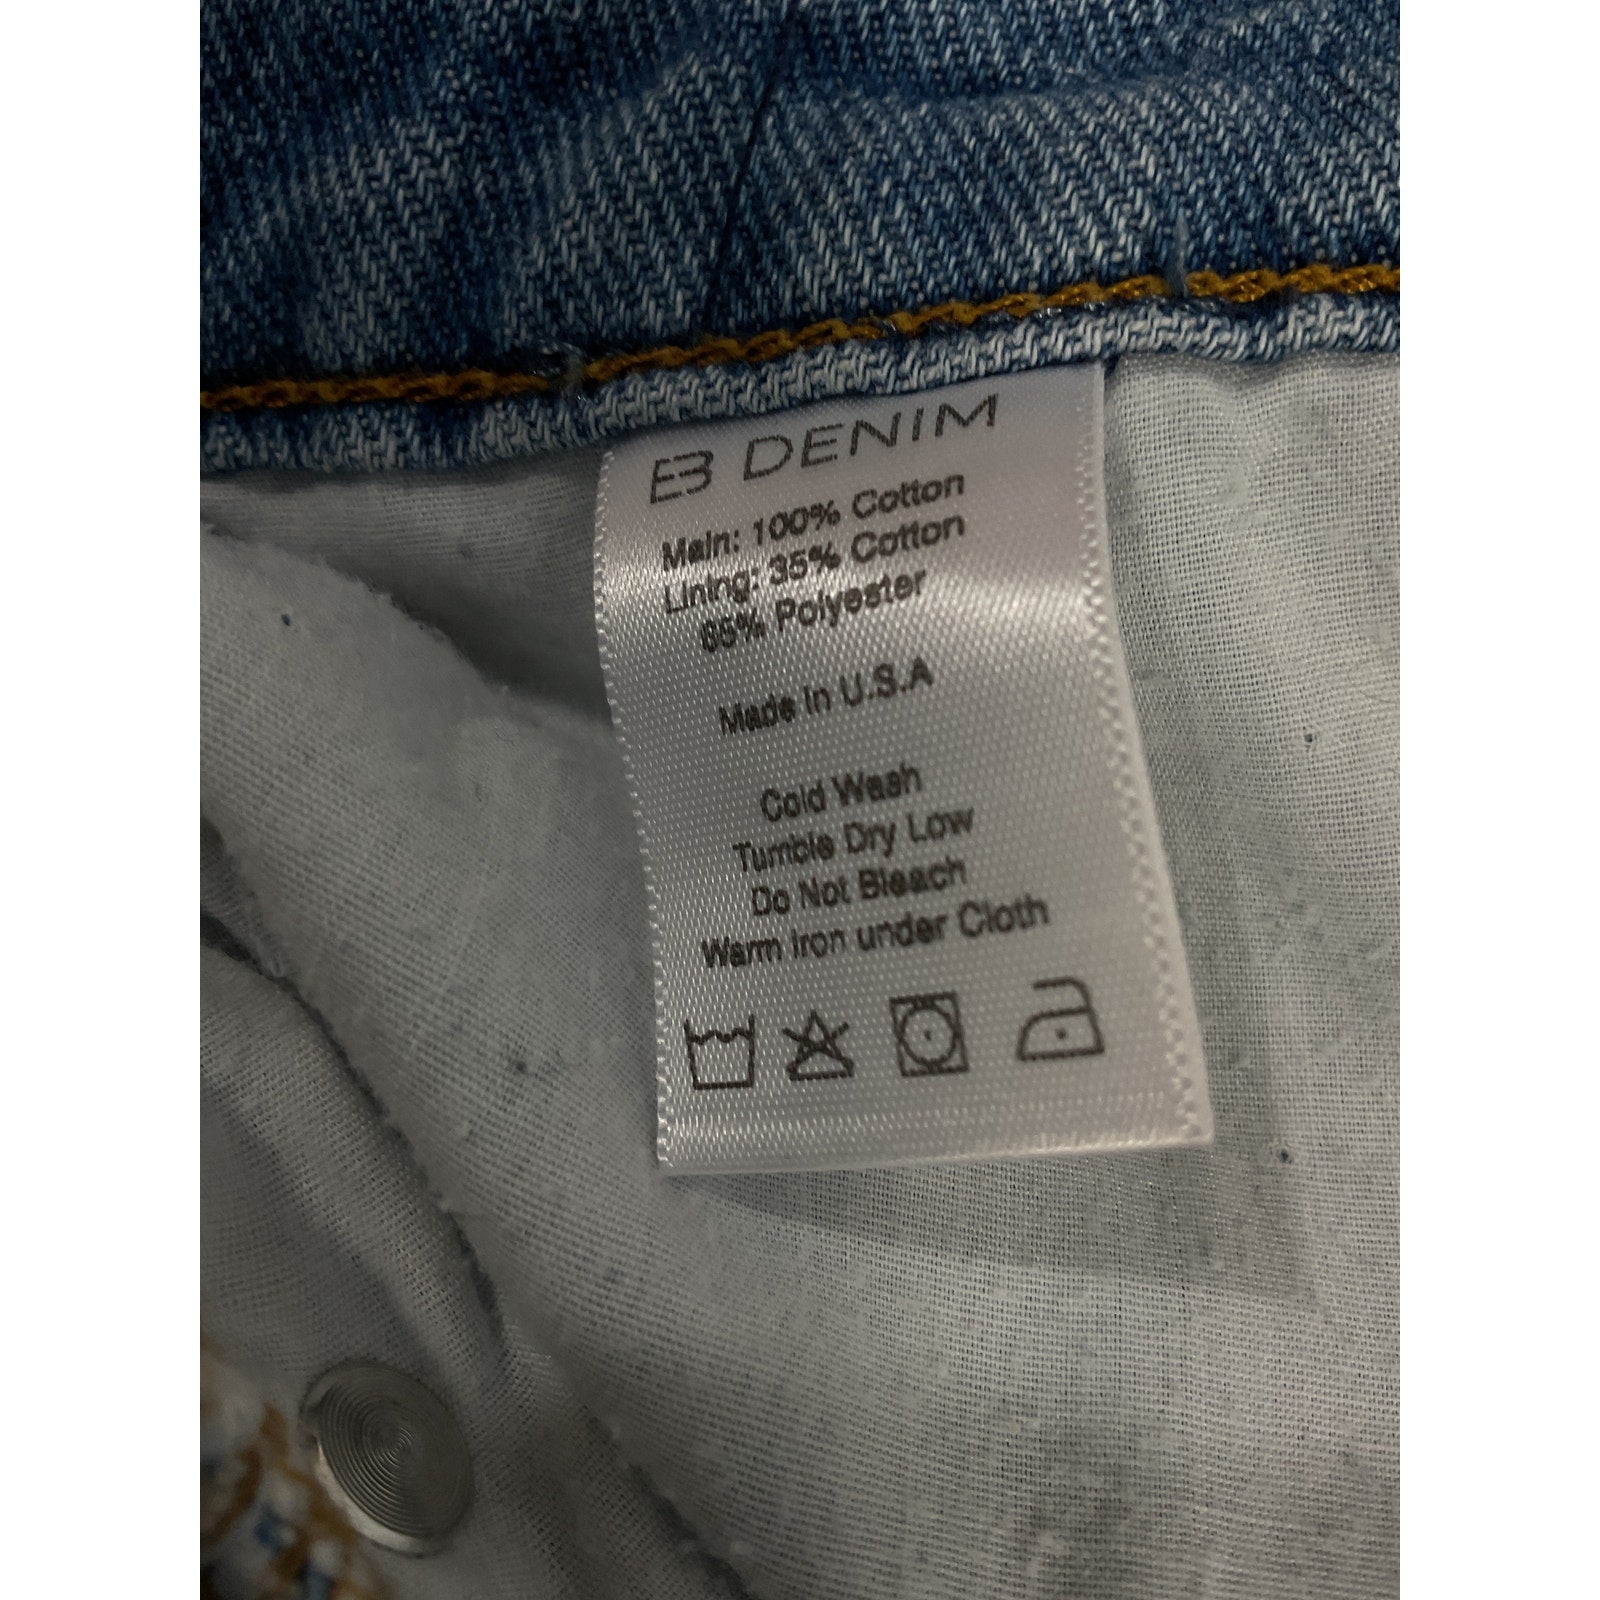 EB DENIM
Main: 100% Cotton
Lining: 35% Cotton
65% Polyester
Made in U.S.A
Cold Wash
Tumble Dry Low
Do Not Bleach
Warm Iron under Cloth